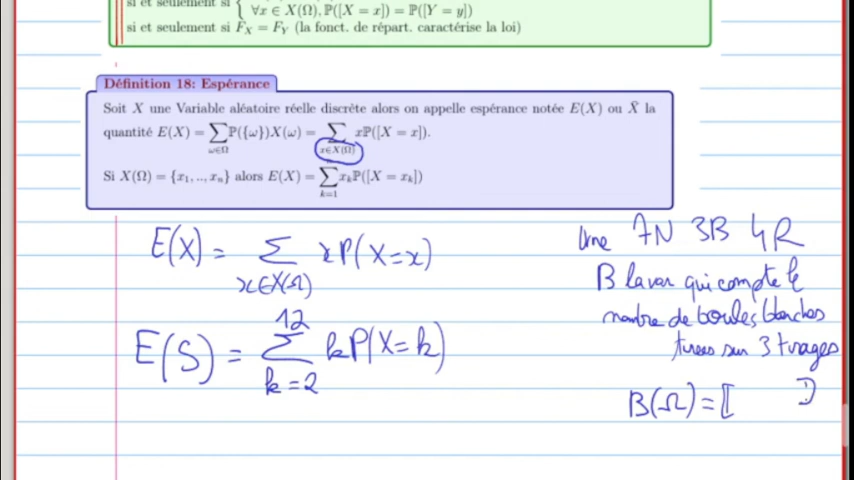 si et seulement si { ∀x ∈ X(Ω), ℙ([X = x]) = ℙ([Y = y])
si et seulement si F_X = F_Y (la fonct. de répart. caractérise la loi)
Définition 18: Espérance
Soit X une Variable aléatoire réelle discrète alors on appelle espérance notée E(X) ou X̄ la
quantité E(X) = ∑_{ω∈Ω} ℙ({ω})X(ω) = ∑_{x∈X(Ω)} xℙ([X = x]).
Si X(Ω) = {x_1, .., x_n} alors E(X) = ∑_{k=1} x_kℙ([X = x_k])
E(X) = ∑_{x∈X(Ω)} xP(X=x)
E(S) = ∑_{k=2}^{12} kP(X=k)
Une 7N 3B 4R
B la var qui compte le
nombre de boules blanches
tirées sur 3 tirages
B(Ω) = ⟦ ⟧